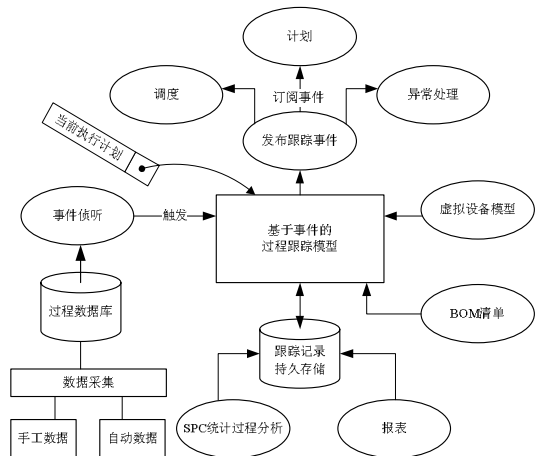 计划
调度
订阅事件
异常处理
当前执行计划
发布跟踪事件
事件侦听
触发
基于事件的
过程跟踪模型
虚拟设备模型
过程数据库
BOM清单
跟踪记录
持久存储
数据采集
手工数据
自动数据
SPC统计过程分析
报表